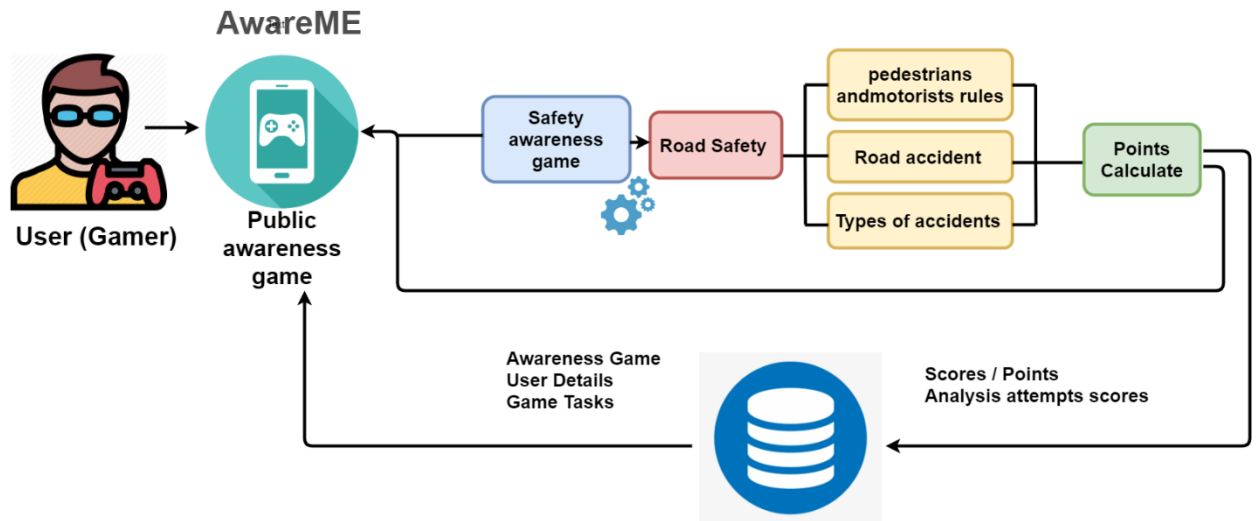 AwareME
User (Gamer)
Public
awareness
game
Safety
awareness
game
Road Safety
pedestrians
andmotorists rules
Road accident
Types of accidents
Points
Calculate
Awareness Game
User Details
Game Tasks
Scores / Points
Analysis attempts scores